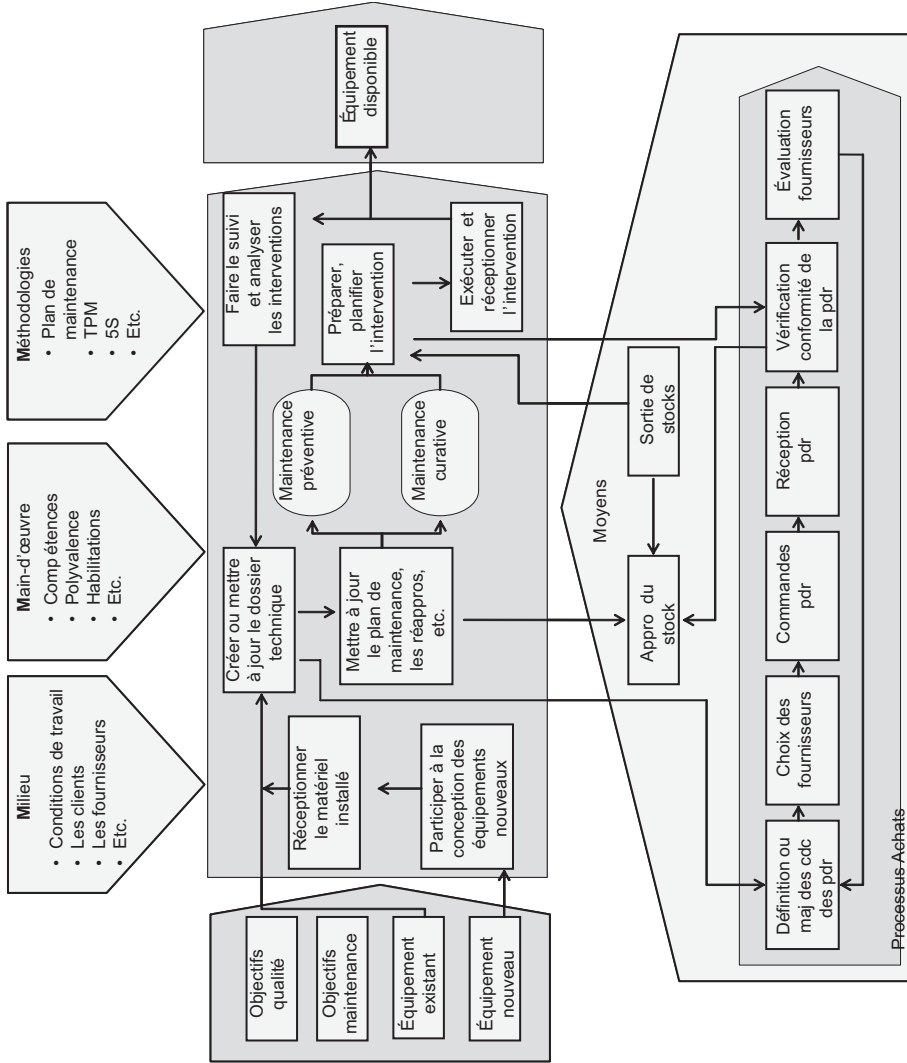 Milieu
• Conditions de travail
• Les clients
• Les fournisseurs
• Etc.
Main-d'œuvre
• Comp étences
• Polyvalence
• Habilitations
• Etc.
Méthodologies
• Plan de
maintenance
• TPM
• 5S
• Etc.
Objectifs
qualité
Objectifs
maintenance
Équipement
existant
Équipement
nouveau
Réceptionner
le matériel
installé
Participer à la
conception des
équipements
nouveaux
Créer ou mettre
à jour le dossier
technique
Mettre à jour
le plan de
maintenance,
les réappros,
etc.
Maintenance
préventive
Maintenance
curative
Faire le suivi
et analyser
les interventions
Préparer,
planifier
l'intervention
Exécuter et
réceptionner
l'intervention
Équipement
disponible
Moyens
Appro du
stock
Sortie de
stocks
Définition ou
maj des cdc
des pdr
Choix des
fournisseurs
Commandes
pdr
Réception
pdr
Vérification
conformité de
la pdr
Évaluation
fournisseurs
Processus Achats